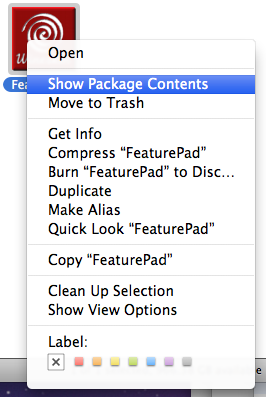 Open
Show Package Contents
Move to Trash
Get Info
Compress “FeaturePad”
Burn “FeaturePad” to Disc…
Duplicate
Make Alias
Quick Look “FeaturePad”
Copy “FeaturePad”
Clean Up Selection
Show View Options
Label: